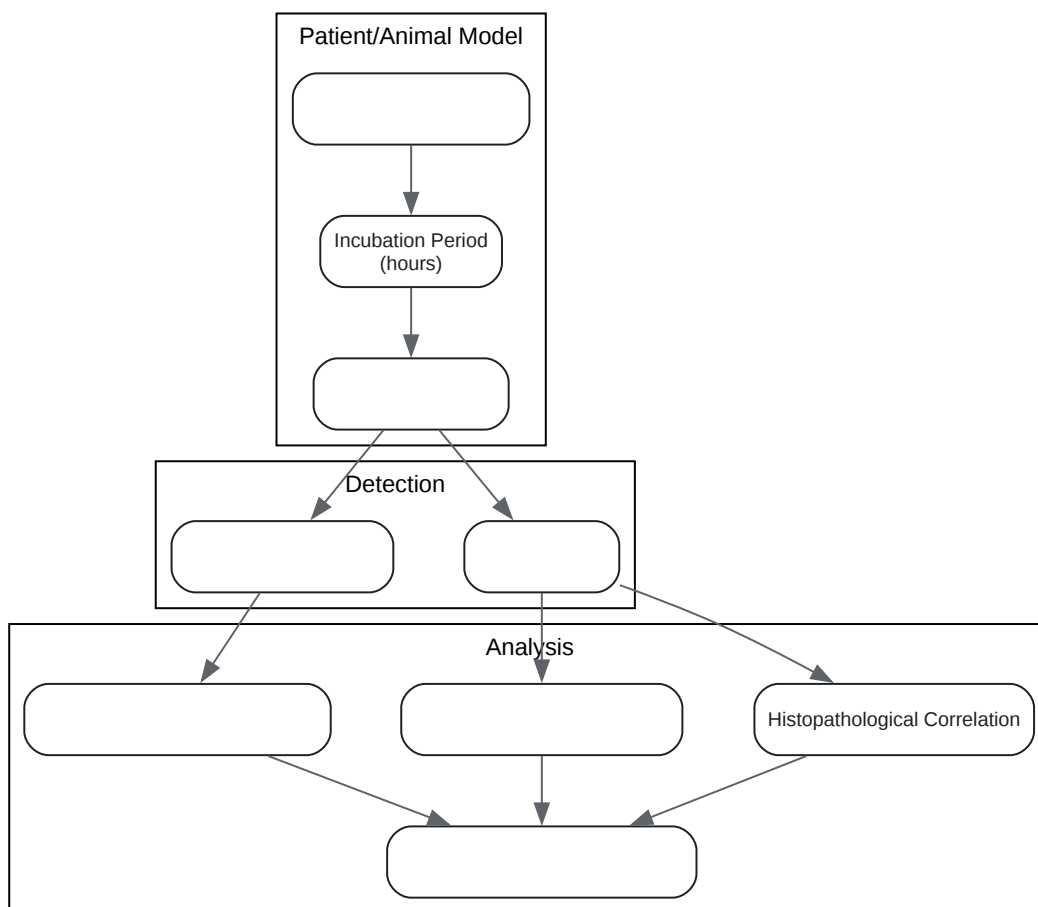 Patient/Animal Model
Incubation Period
(hours)
Detection
Analysis
Histopathological Correlation